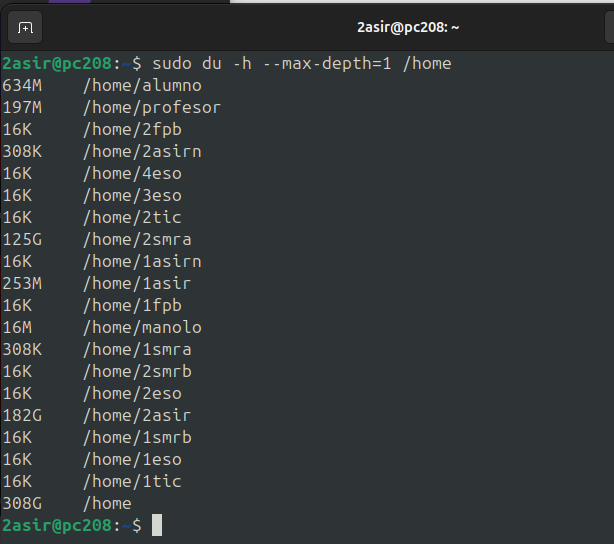 2asir@pc208: ~
2asir@pc208:~$ sudo du -h --max-depth=1 /home
634M    /home/alumno
197M    /home/profesor
16K     /home/2fpb
308K    /home/2asirn
16K     /home/4eso
16K     /home/3eso
16K     /home/2tic
125G    /home/2smra
16K     /home/1asirn
253M    /home/1asir
16K     /home/1fpb
16M     /home/manolo
308K    /home/1smra
16K     /home/2smrb
16K     /home/2eso
182G    /home/2asir
16K     /home/1smrb
16K     /home/1eso
16K     /home/1tic
308G    /home
2asir@pc208:~$